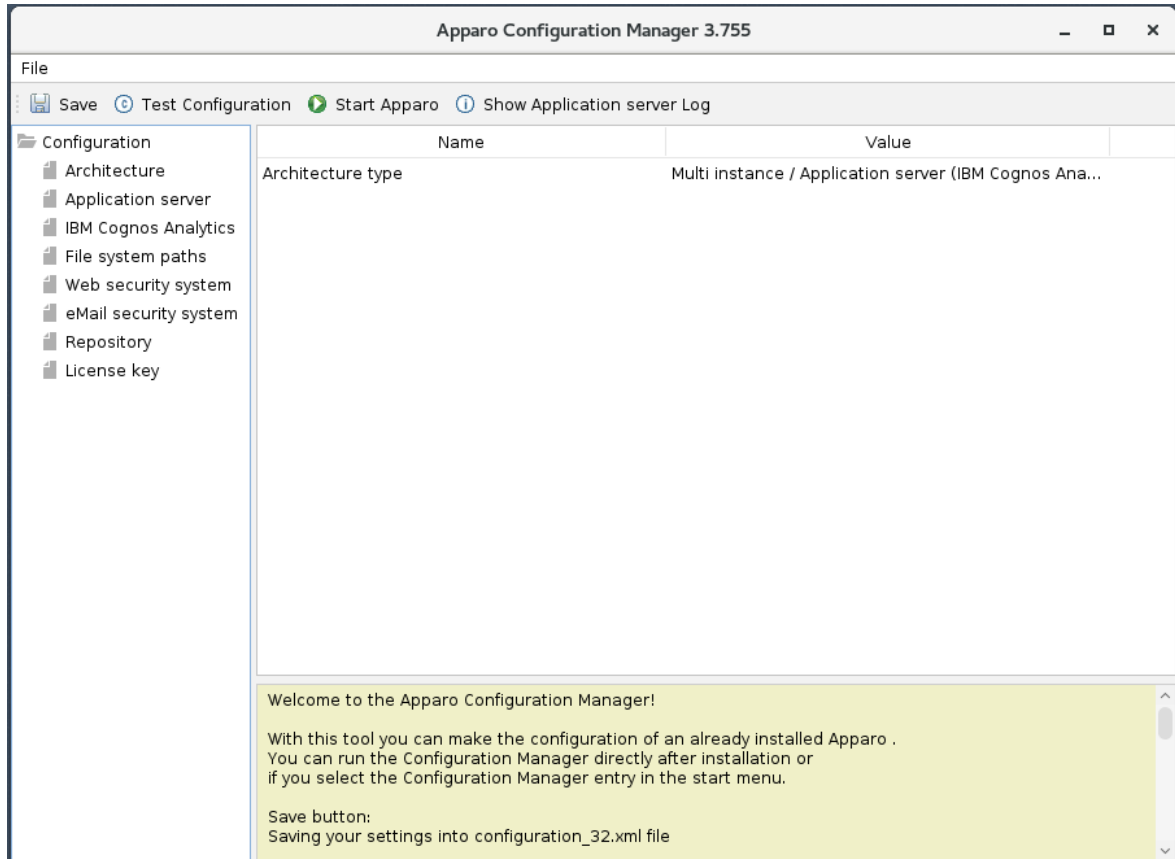 Apparo Configuration Manager 3.755
File
Save Test Configuration Start Apparo Show Application server Log
Configuration
Architecture
Application server
IBM Cognos Analytics
File system paths
Web security system
eMail security system
Repository
License key
Name Value
Architecture type Multi instance / Application server (IBM Cognos Ana...
Welcome to the Apparo Configuration Manager!
With this tool you can make the configuration of an already installed Apparo .
You can run the Configuration Manager directly after installation or
if you select the Configuration Manager entry in the start menu.
Save button:
Saving your settings into configuration_32.xml file